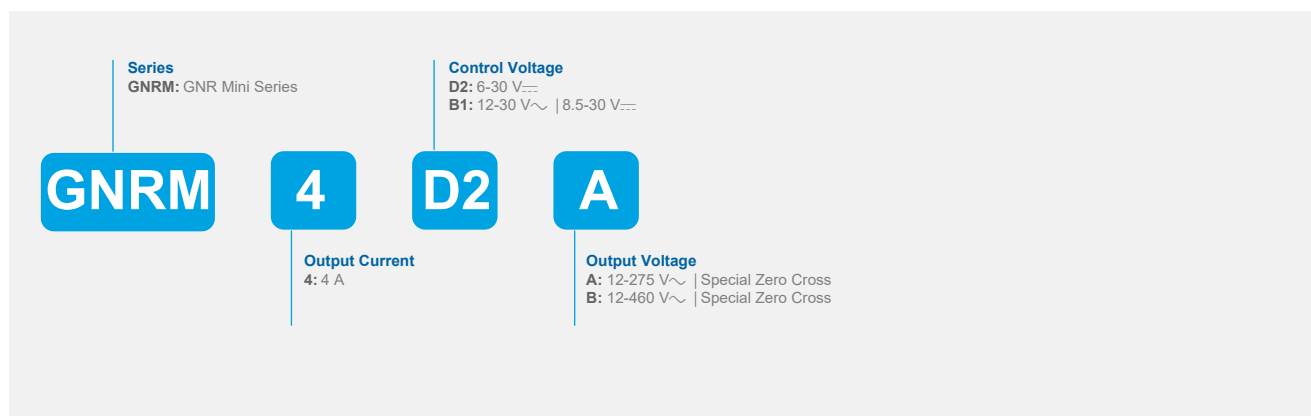 Series
GNRM: GNR Mini Series
Control Voltage
D2: 6-30 V⎓
B1: 12-30 V∿ | 8.5-30 V⎓
GNRM 4 D2 A
Output Current
4: 4 A
Output Voltage
A: 12-275 V∿ | Special Zero Cross
B: 12-460 V∿ | Special Zero Cross